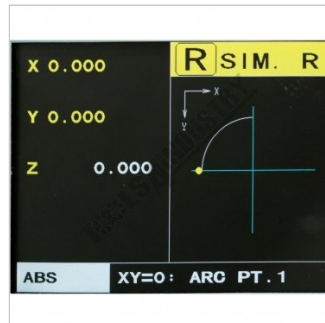 X 0.000
Y 0.000
Z 0.000
R SIM. R
X
Y
ABS
XY=0: ARC PT.1